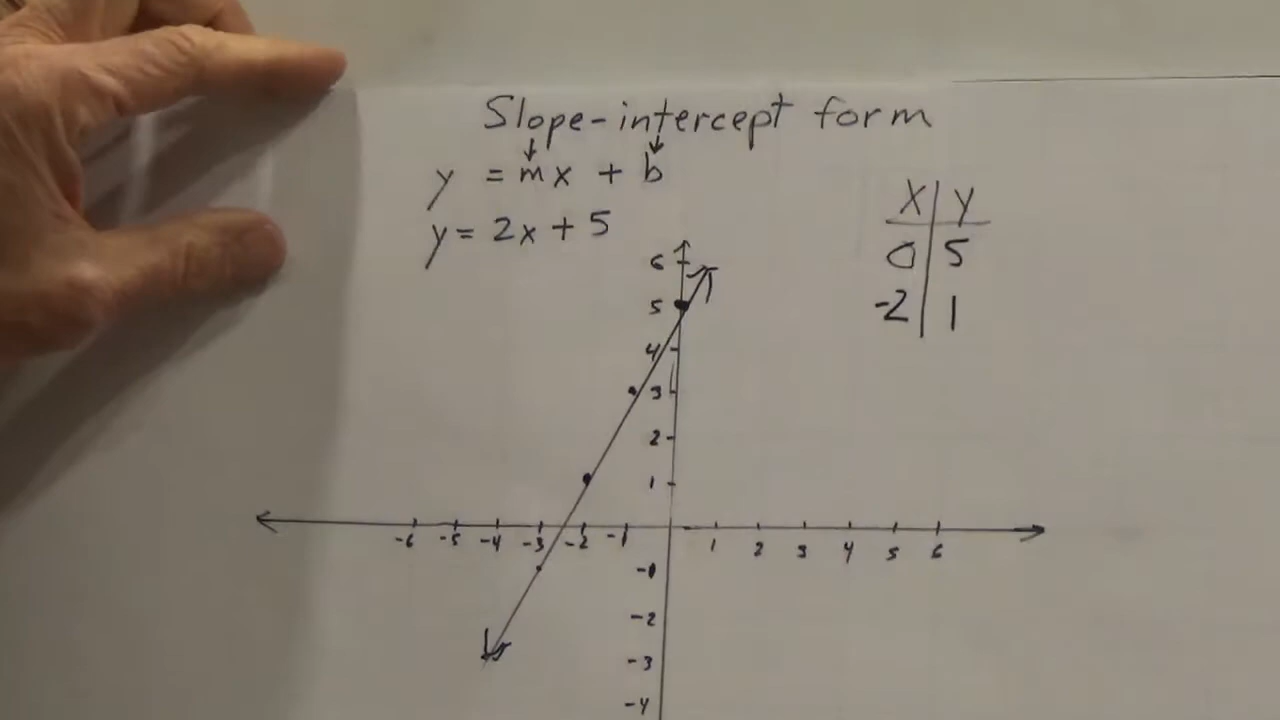 Slope-intercept form
y = mx + b
y = 2x + 5
X Y
0 5
-2 1
6
5
4
3
2
1
-6 -5 -4 -3 -2 -1 1 2 3 4 5 6
-1
-2
-3
-4